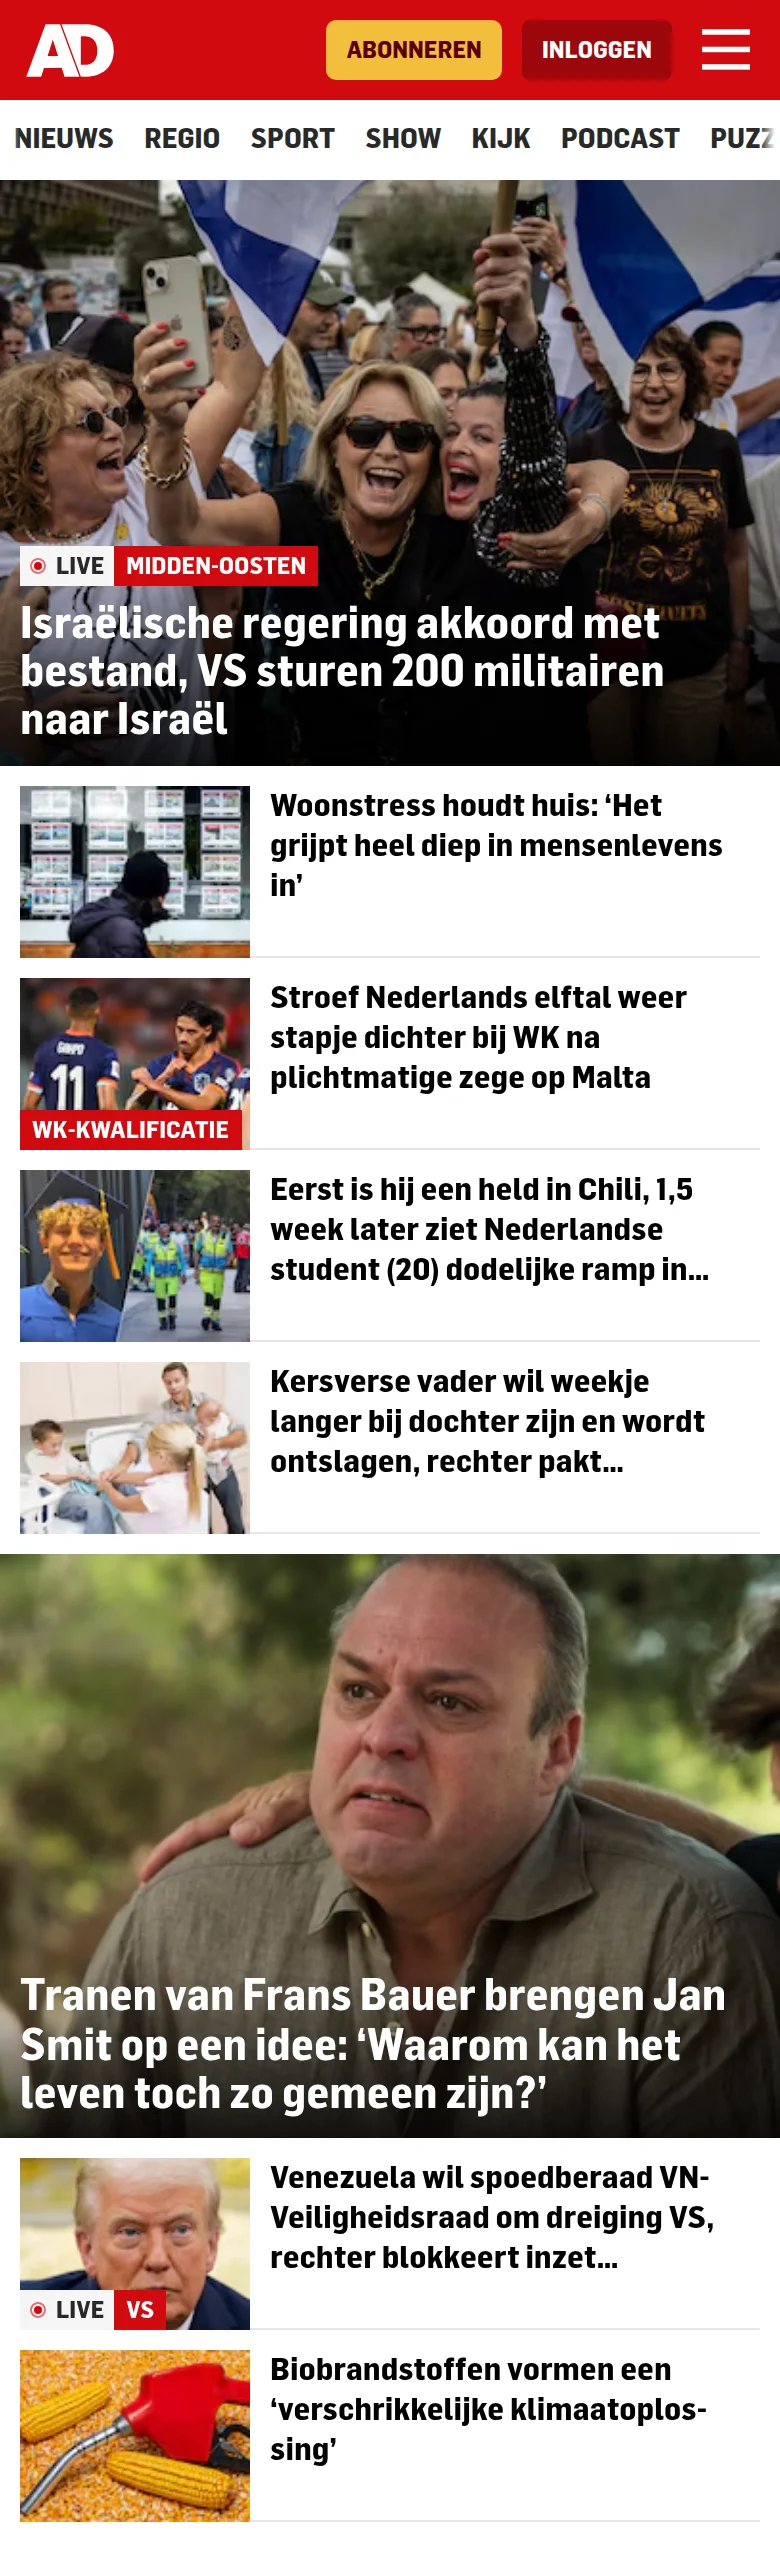 AD
ABONNEREN
INLOGGEN
NIEUWS REGIO SPORT SHOW KIJK PODCAST PUZZ
LIVE MIDDEN-OOSTEN
Israëlische regering akkoord met
bestand, VS sturen 200 militairen
naar Israël
Woonstress houdt huis: ‘Het
grijpt heel diep in mensenlevens
in’
GAKPO
11
WK-KWALIFICATIE
Stroef Nederlands elftal weer
stapje dichter bij WK na
plichtmatige zege op Malta
Eerst is hij een held in Chili, 1,5
week later ziet Nederlandse
student (20) dodelijke ramp in...
Kersverse vader wil weekje
langer bij dochter zijn en wordt
ontslagen, rechter pakt...
Tranen van Frans Bauer brengen Jan
Smit op een idee: ‘Waarom kan het
leven toch zo gemeen zijn?’
LIVE VS
Venezuela wil spoedberaad VN-
Veiligheidsraad om dreiging VS,
rechter blokkeert inzet...
Biobrandstoffen vormen een
‘verschrikkelijke klimaatoplos-
sing’